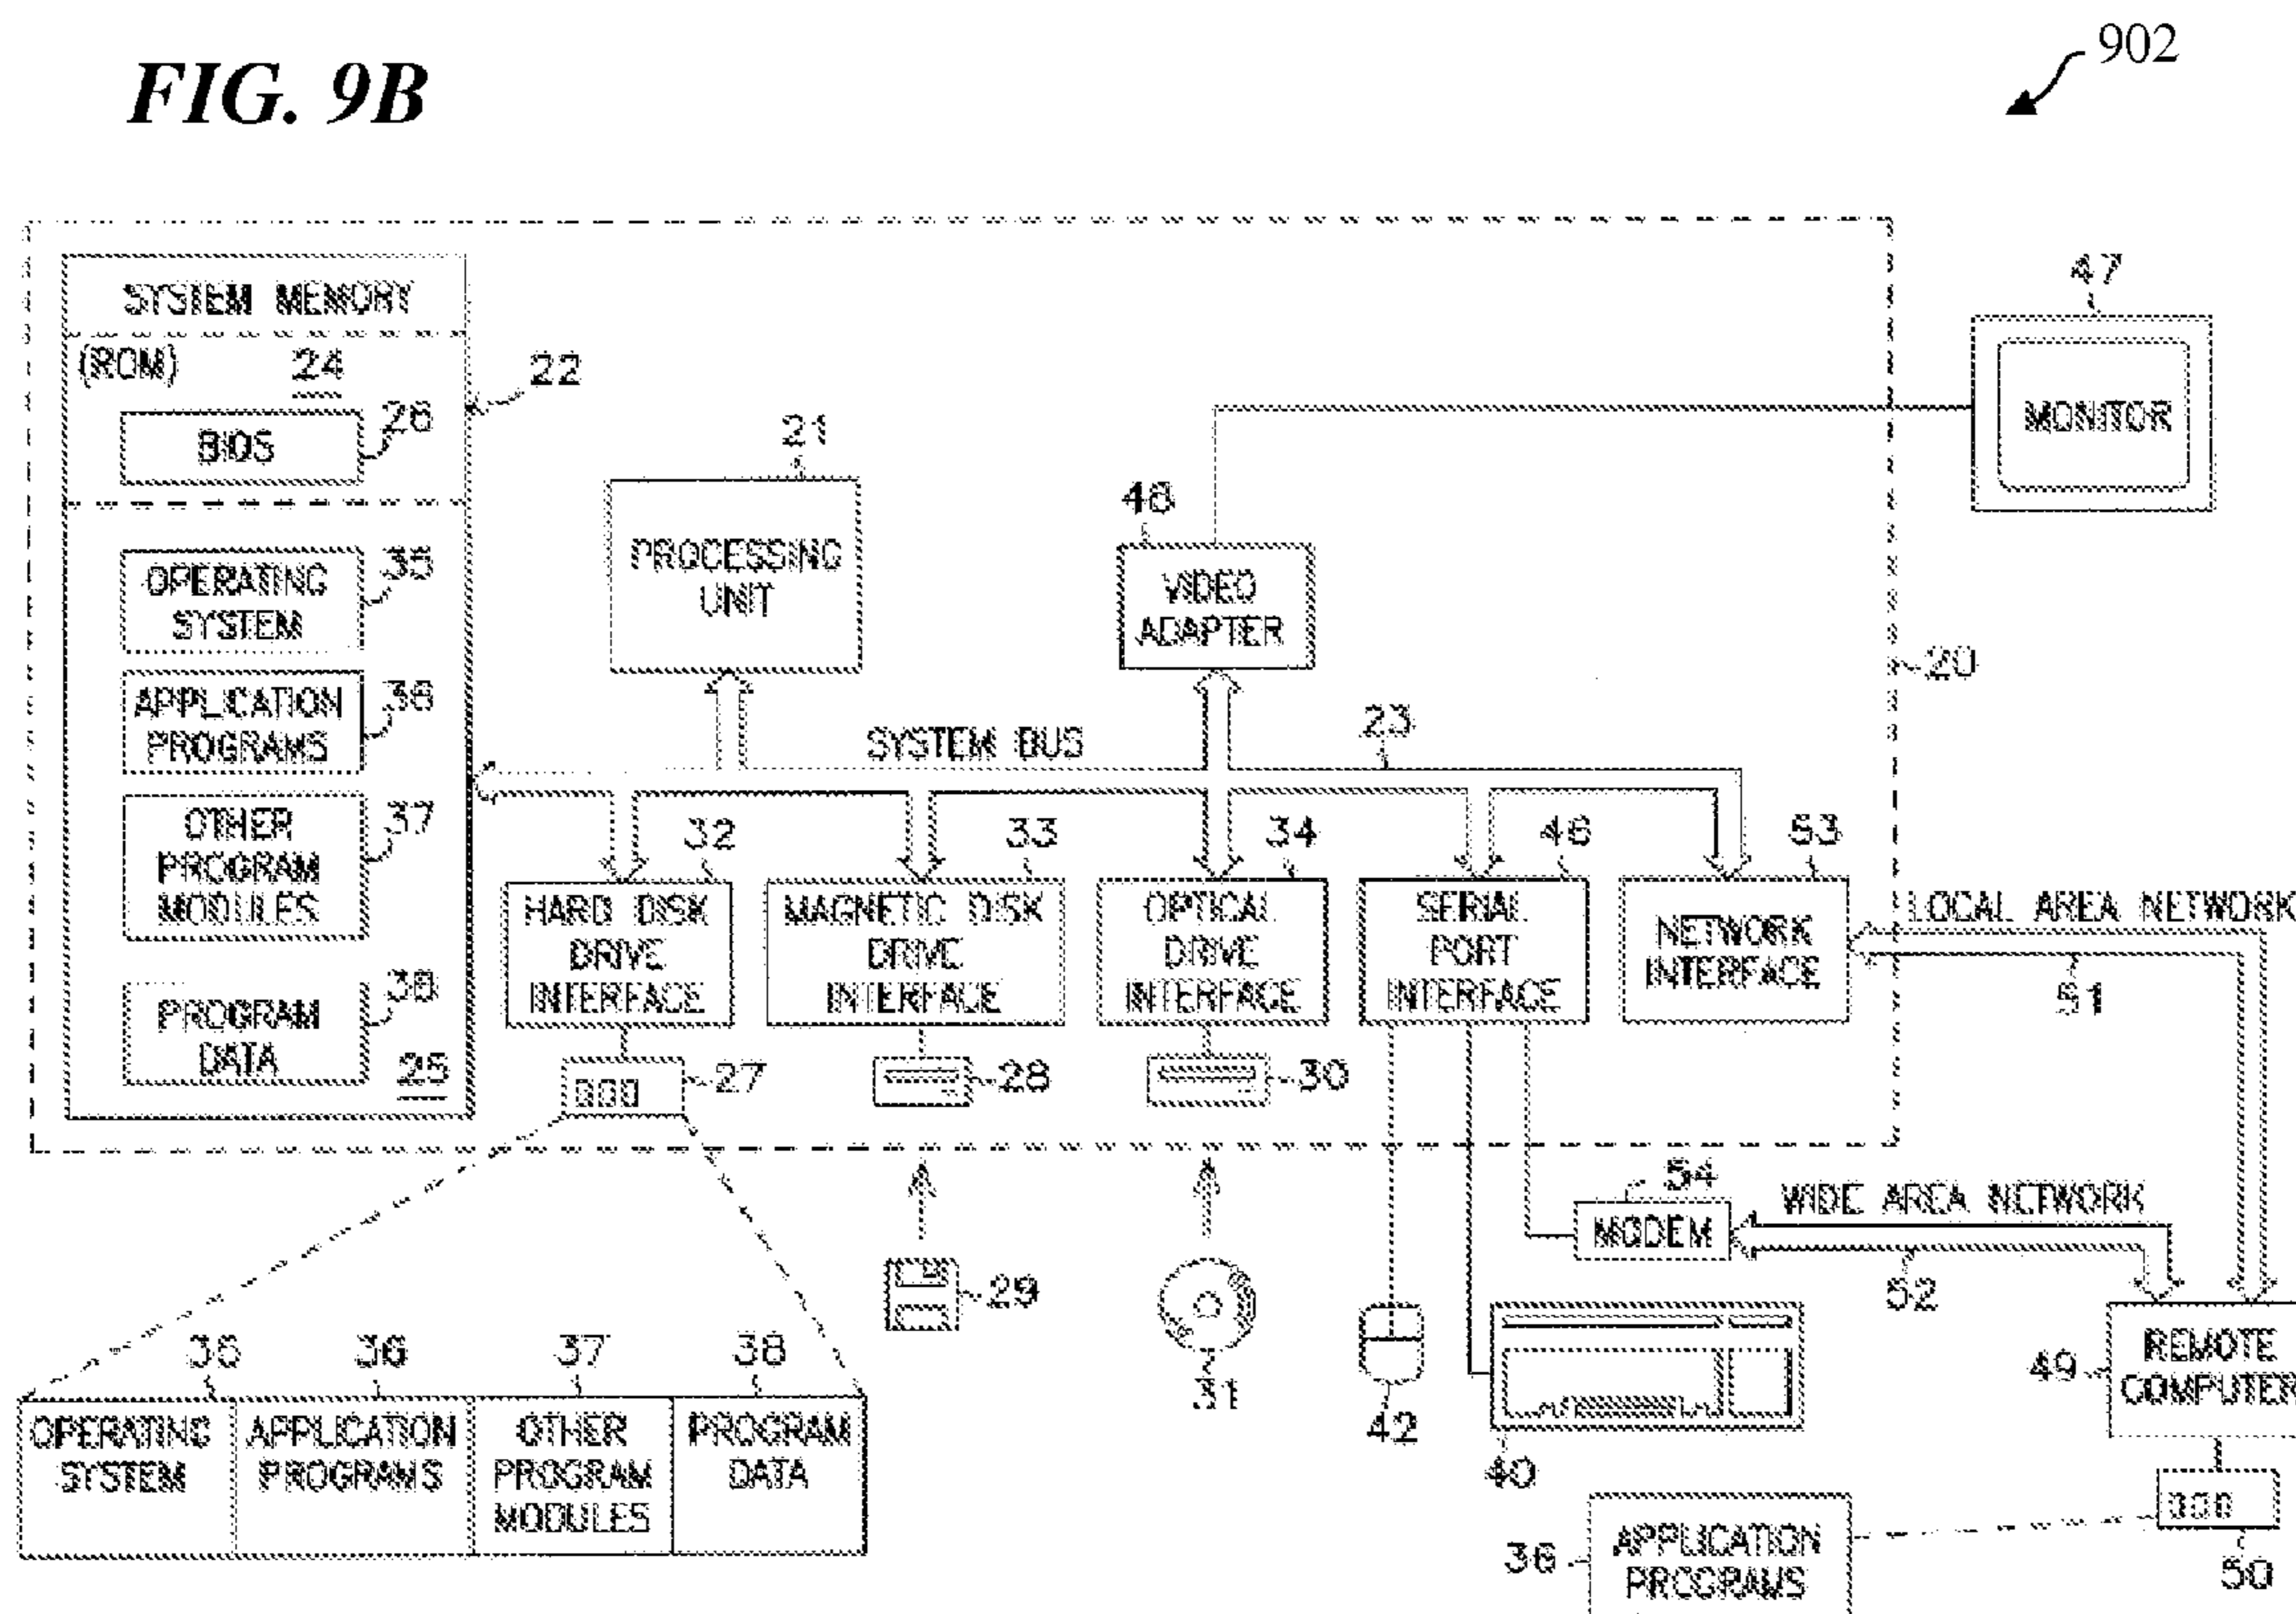 FIG. 9B
902
SYSTEM MEMORY
(ROM) 24
22
BIOS
26
OPERATING
SYSTEM
35
APPLICATION
PROGRAMS
36
OTHER
PROGRAM
MODULES
37
PROGRAM
DATA
38
25
21
PROCESSING
UNIT
48
VIDEO
ADAPTER
47
MONITOR
20
SYSTEM BUS
23
32
HARD DISK
DRIVE
INTERFACE
33
MAGNETIC DISK
DRIVE
INTERFACE
34
OPTICAL
DRIVE
INTERFACE
46
SERIAL
PORT
INTERFACE
53
NETWORK
INTERFACE
LOCAL AREA NETWORK
51
27
28
30
54
MODEM
WIDE AREA NETWORK
52
29
31
42
40
49
REMOTE
COMPUTER
50
35
OPERATING
SYSTEM
36
APPLICATION
PROGRAMS
37
OTHER
PROGRAM
MODULES
38
PROGRAM
DATA
36
APPLICATION
PROGRAMS